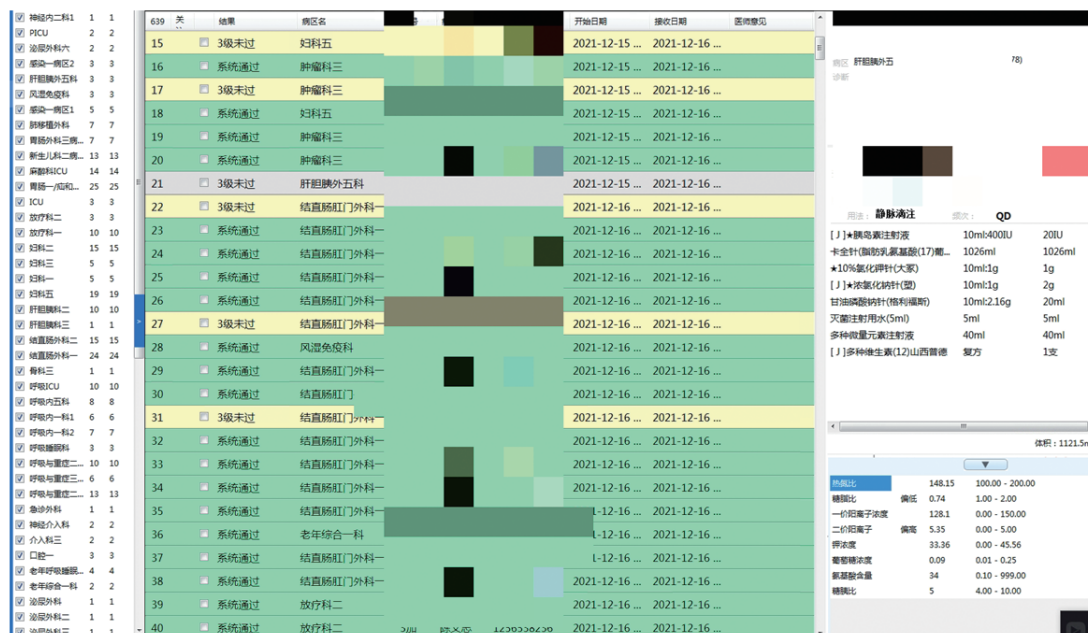 神经内二科1 1 1
PICU 2 2
泌尿外科六 2 2
感染一病区2 3 3
肝胆胰外五科 3 3
风湿免疫科 3 3
感染一病区1 5 5
肺移植外科 7 7
胃肠外科三病... 7 7
新生儿科二病... 13 13
麻醉科ICU 14 14
胃肠一/疝和... 25 25
ICU 3 3
放疗科二 3 3
放疗科一 10 10
妇科二 15 15
妇科三 5 5
妇科一 5 5
妇科五 19 19
肝胆胰科二 10 10
肝胆胰科三 1 1
结直肠外科二 15 15
结直肠外科一 24 24
骨科三 1 1
呼吸ICU 10 10
呼吸内五科 8 8
呼吸内一科1 6 6
呼吸内一科2 7 7
呼吸睡眠科 3 3
呼吸与重症二... 10 10
呼吸与重症三... 6 6
呼吸与重症二... 13 13
急诊外科 1 1
神经介入科 2 2
介入科三 2 2
口腔一 3 3
老年呼吸睡眠... 4 4
老年综合一科 2 2
泌尿外科 1 1
泌尿外科二 1 1
泌尿外科三 1 1
639 关 结果 病区名 开始日期 接收日期 医师意见
15 3级未过 妇科五 2021-12-15 ... 2021-12-16 ...
16 系统通过 肿瘤科三 2021-12-15 ... 2021-12-16 ...
17 3级未过 肿瘤科三 2021-12-15 ... 2021-12-16 ...
18 系统通过 妇科五 2021-12-15 ... 2021-12-16 ...
19 系统通过 肿瘤科三 2021-12-15 ... 2021-12-16 ...
20 系统通过 肿瘤科三 2021-12-15 ... 2021-12-16 ...
21 3级未过 肝胆胰外五科 2021-12-15 ... 2021-12-16 ...
22 3级未过 结直肠肛门外科一 2021-12-16 ... 2021-12-16 ...
23 系统通过 结直肠肛门外科一 2021-12-16 ... 2021-12-16 ...
24 系统通过 结直肠肛门外科一 2021-12-16 ... 2021-12-16 ...
25 系统通过 结直肠肛门外科一 2021-12-16 ... 2021-12-16 ...
26 系统通过 结直肠肛门外科一 2021-12-16 ... 2021-12-16 ...
27 3级未过 结直肠肛门外科一 2021-12-16 ... 2021-12-16 ...
28 系统通过 风湿免疫科 2021-12-16 ... 2021-12-16 ...
29 系统通过 结直肠肛门外科一 2021-12-16 ... 2021-12-16 ...
30 系统通过 结直肠肛门 2021-12-16 ... 2021-12-16 ...
31 3级未过 结直肠肛门外科一 2021-12-16 ... 2021-12-16 ...
32 系统通过 结直肠肛门外科一 2021-12-16 ... 2021-12-16 ...
33 系统通过 结直肠肛门外科一 2021-12-16 ... 2021-12-16 ...
34 系统通过 结直肠肛门外科一 2021-12-16 ... 2021-12-16 ...
35 系统通过 结直肠肛门外科一 1-12-16 ... 2021-12-16 ...
36 系统通过 老年综合一科 1-12-16 ... 2021-12-16 ...
37 系统通过 结直肠肛门外科一 1-12-16 ... 2021-12-16 ...
38 系统通过 结直肠肛门外科一 2021-12-16 ... 2021-12-16 ...
39 系统通过 放疗科二 2021-12-16 ... 2021-12-16 ...
40 系统通过 放疗科二 2021-12-16 ... 2021-12-16 ...
病区 肝胆胰外五 78)
诊断
用法： 静脉滴注 频次： QD
[J]★胰岛素注射液 10ml:400IU 20IU
卡全针(脂肪乳氨基酸(17)葡... 1026ml 1026ml
★10%氯化钾针(大冢) 10ml:1g 1g
[J]★浓氯化钠针(塑) 10ml:1g 2g
甘油磷酸钠针(格利福斯) 10ml:2.16g 20ml
灭菌注射用水(5ml) 5ml 5ml
多种微量元素注射液 40ml 40ml
[J]多种维生素(12)山西普德 复方 1支
体积：1121.5m
热氮比 148.15 100.00 - 200.00
糖脂比 偏低 0.74 1.00 - 2.00
一价阳离子浓度 128.1 0.00 - 150.00
二价阳离子 偏高 5.35 0.00 - 5.00
钾浓度 33.36 0.00 - 45.56
葡萄糖浓度 0.09 0.01 - 0.25
氨基酸含量 34 0.10 - 999.00
糖胰比 5 4.00 - 10.00